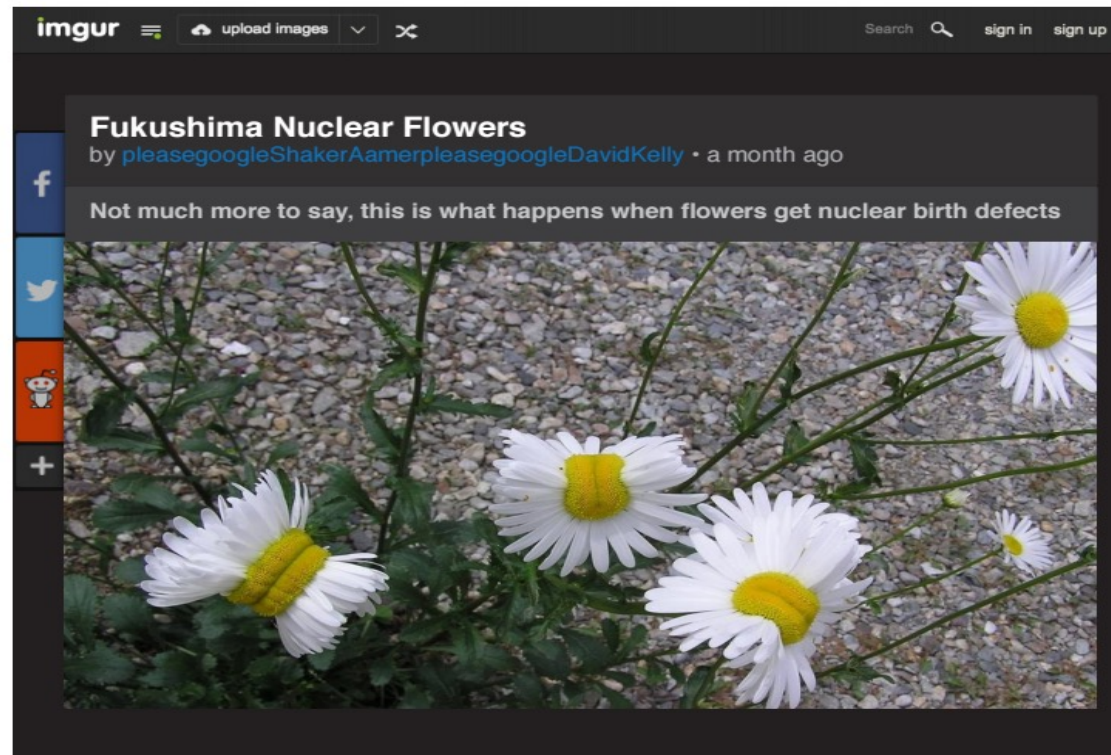 imgur upload images Search sign in sign up
Fukushima Nuclear Flowers
by pleasegoogleShakerAamerpleasegoogleDavidKelly • a month ago
Not much more to say, this is what happens when flowers get nuclear birth defects